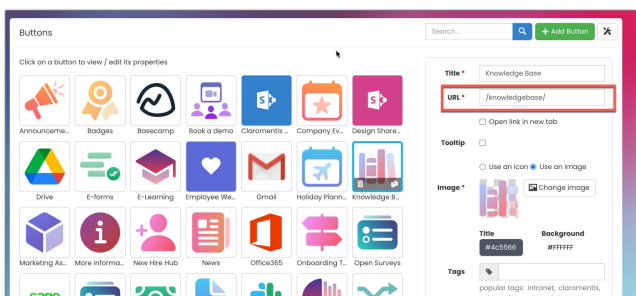 Buttons
Search...
+ Add Button
Click on a button to view / edit its properties
Announceme...
Badges
Basecamp
Book a demo
Claromentis ...
Company Ev...
Design Share...
Drive
E-forms
E-Learning
Employee We...
Gmail
Holiday Plann...
Knowledge B...
Marketing As...
More informa...
New Hire Hub
News
Office365
Onboarding T...
Open Surveys
Title *
Knowledge Base
URL *
/knowledgebase/
Open link in new tab
Tooltip
Use an icon
Use an image
Image *
Change image
Title
Background
#4c5566
#FFFFFF
Tags
popular tags: intranet, claromentis,